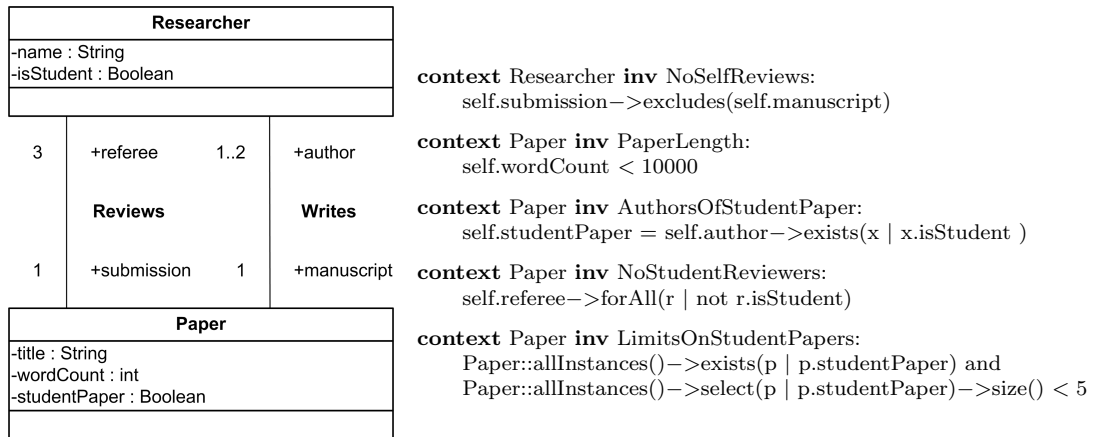 Researcher
-name : String
-isStudent : Boolean
3 +referee 1..2 +author
Reviews Writes
1 +submission 1 +manuscript
Paper
-title : String
-wordCount : int
-studentPaper : Boolean
context Researcher inv NoSelfReviews:
self.submission−>excludes(self.manuscript)
context Paper inv PaperLength:
self.wordCount < 10000
context Paper inv AuthorsOfStudentPaper:
self.studentPaper = self.author−>exists(x | x.isStudent )
context Paper inv NoStudentReviewers:
self.referee−>forAll(r | not r.isStudent)
context Paper inv LimitsOnStudentPapers:
Paper::allInstances()−>exists(p | p.studentPaper) and
Paper::allInstances()−>select(p | p.studentPaper)−>size() < 5